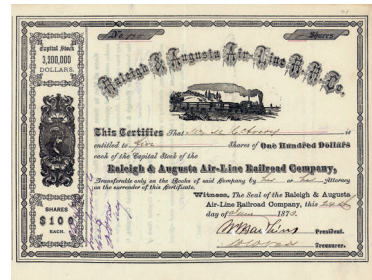 No.
Shares
Capital Stock
3,200,000
DOLLARS.
Raleigh & Augusta Air-Line R.R. Co.
This Certifies That is
entitled to five Shares of One Hundred Dollars
each of the Capital Stock of the
Raleigh & Augusta Air-Line Railroad Company,
Transferable only on the Books of said Company by or Attorney
on the surrender of this Certificate.
Witness, The Seal of the Raleigh & Augusta
Air-Line Railroad Company, this
day of 187
President.
Treasurer.
SHARES
$100
EACH.